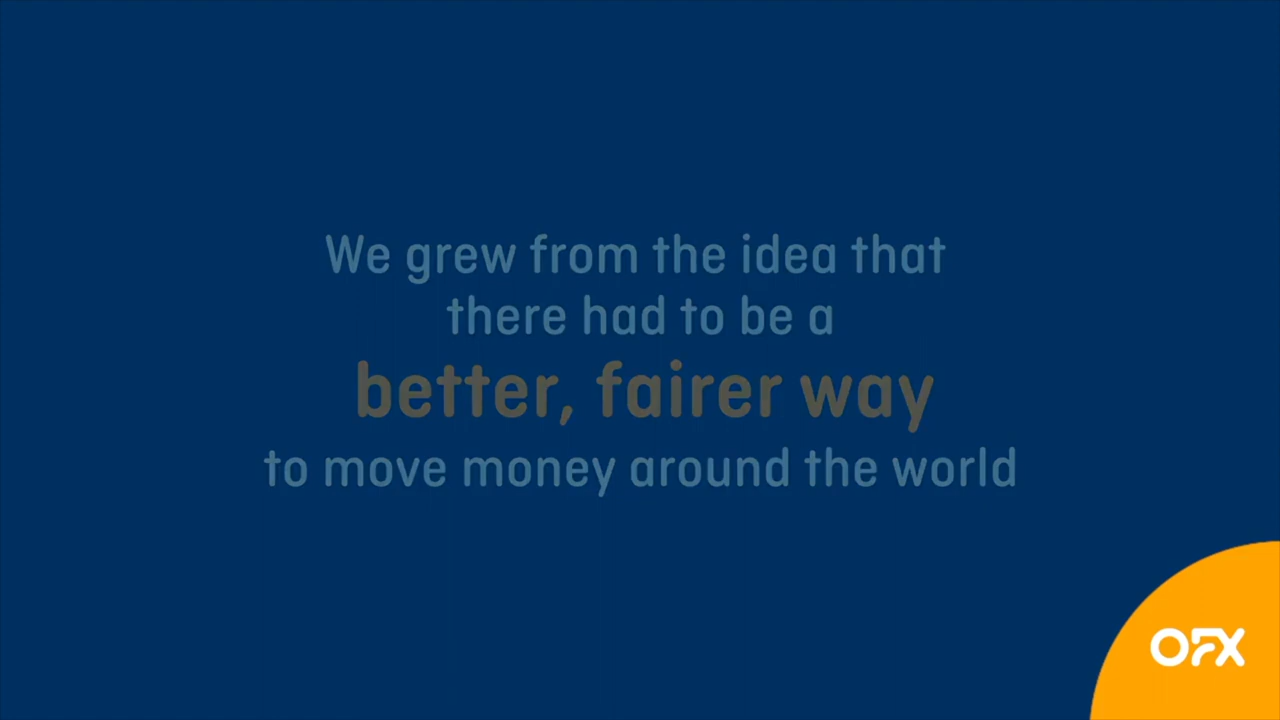 We grew from the idea that
there had to be a
better, fairer way
to move money around the world
OFX